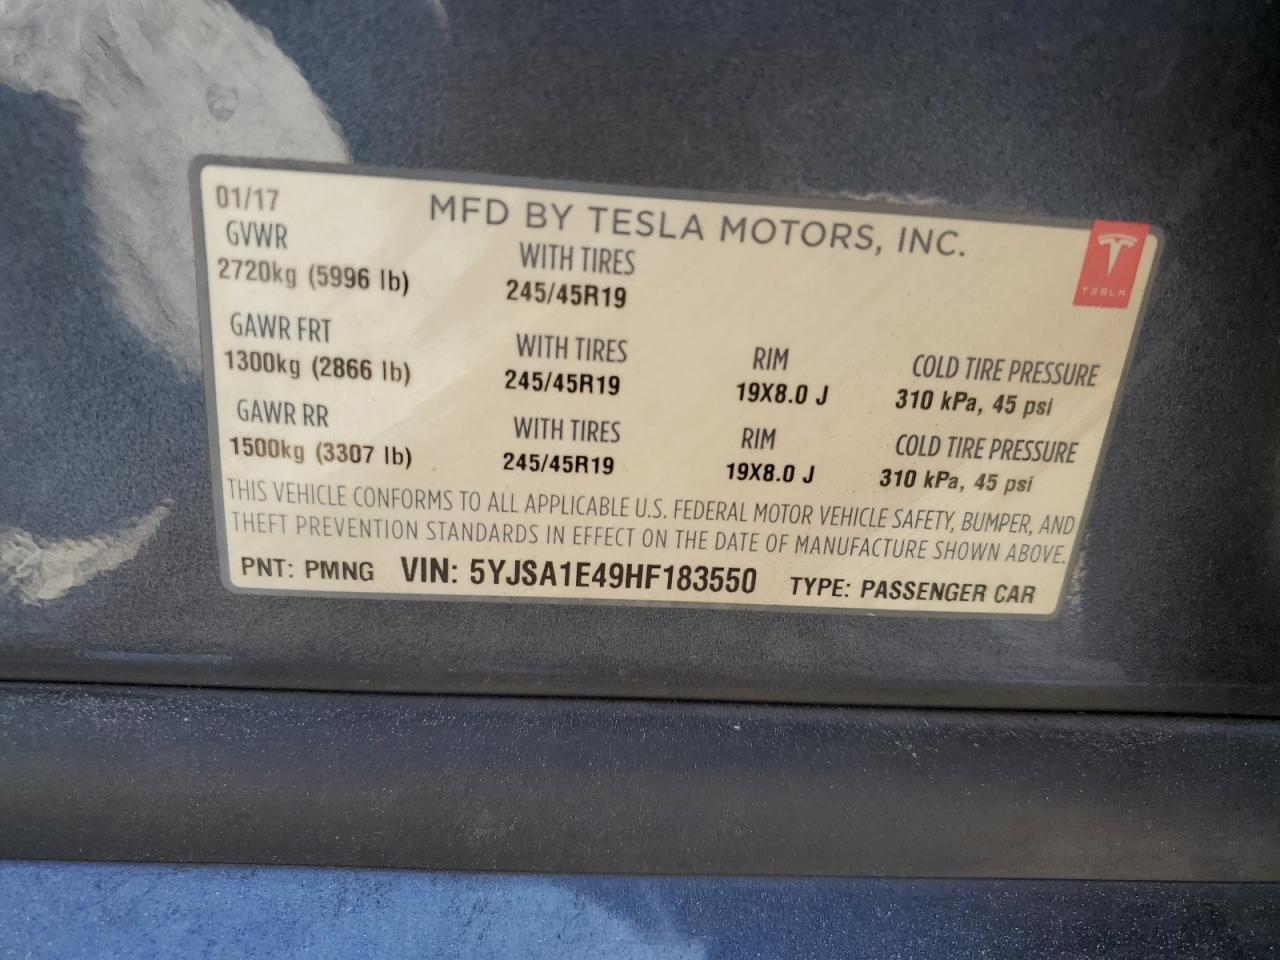 01/17
MFD BY TESLA MOTORS, INC.
TESLA
GVWR WITH TIRES
2720kg (5996 lb) 245/45R19
GAWR FRT WITH TIRES RIM COLD TIRE PRESSURE
1300kg (2866 lb) 245/45R19 19X8.0 J 310 kPa, 45 psi
GAWR RR WITH TIRES RIM COLD TIRE PRESSURE
1500kg (3307 lb) 245/45R19 19X8.0 J 310 kPa, 45 psi
THIS VEHICLE CONFORMS TO ALL APPLICABLE U.S. FEDERAL MOTOR VEHICLE SAFETY, BUMPER, AND
THEFT PREVENTION STANDARDS IN EFFECT ON THE DATE OF MANUFACTURE SHOWN ABOVE.
PNT: PMNG VIN: 5YJSA1E49HF183550 TYPE: PASSENGER CAR